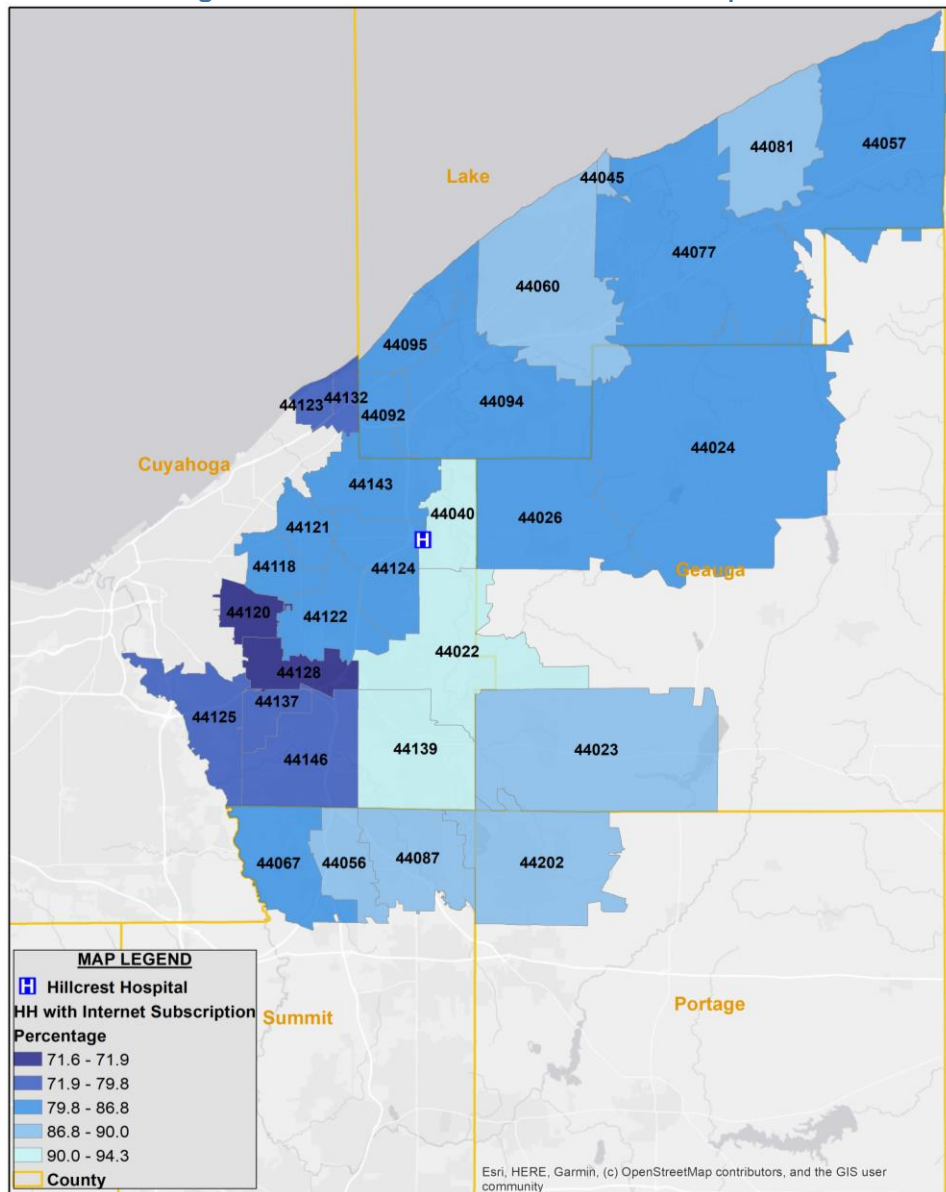 Lake
44081
44057
44045
44077
44060
44095
44132
44123
44092
44094
44024
Cuyahoga
44143
44040
44026
44121
44118
44124
Geauga
44120
44122
44022
44128
44137
44125
44139
44023
44146
44067
44056
44087
44202
MAP LEGEND
H Hillcrest Hospital
HH with Internet Subscription
Percentage
71.6 - 71.9
71.9 - 79.8
79.8 - 86.8
86.8 - 90.0
90.0 - 94.3
County
Summit
Portage
Esri, HERE, Garmin, (c) OpenStreetMap contributors, and the GIS user
community
H